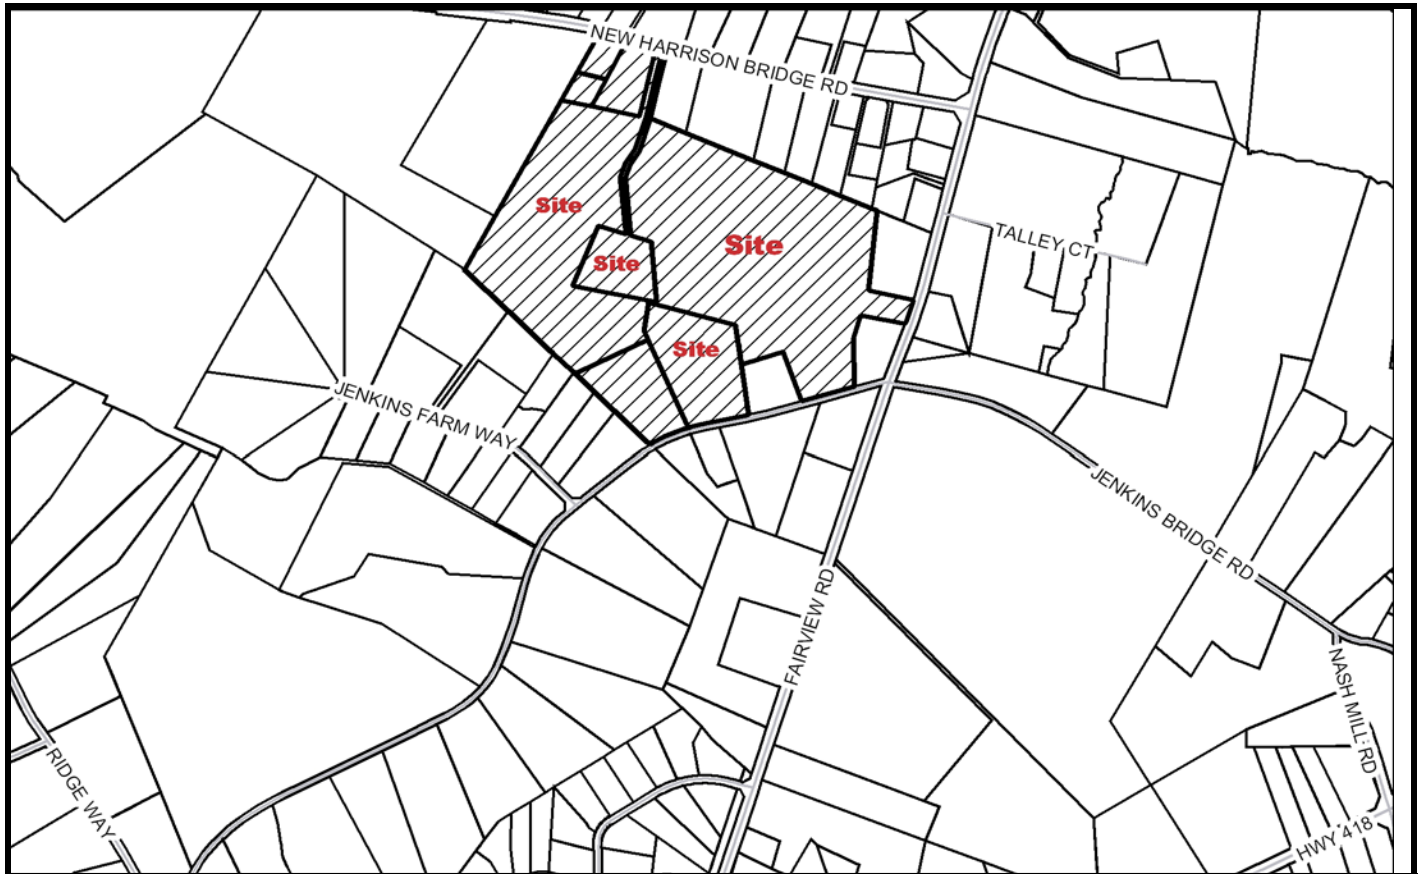 NEW HARRISON BRIDGE RD
Site
Site
Site
TALLEY CT
Site
JENKINS FARM WAY
JENKINS BRIDGE RD
FAIRVIEW RD
NASH MILL RD
RIDGE WAY
HWY 418